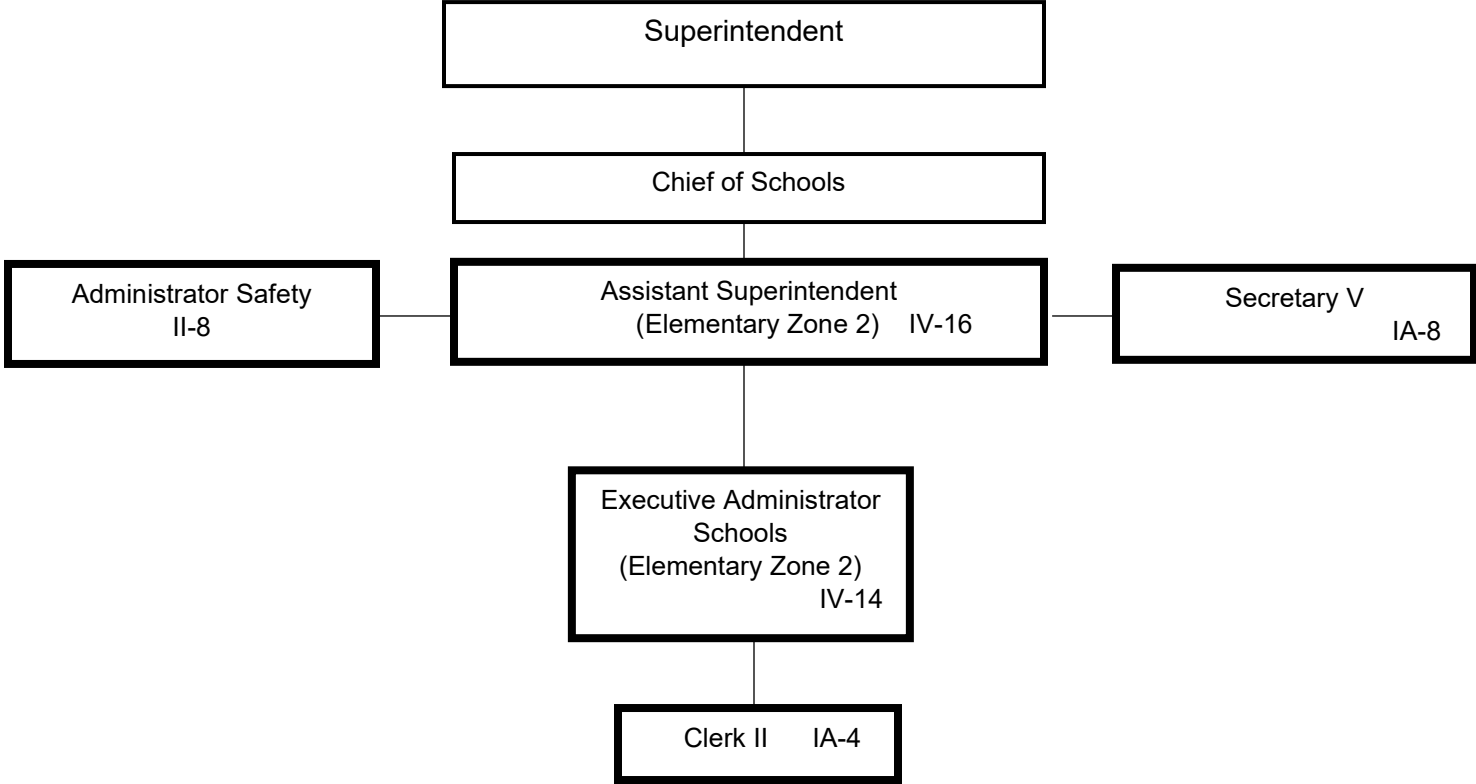 Superintendent
Chief of Schools
Administrator Safety
II-8
Assistant Superintendent
(Elementary Zone 2) IV-16
Secretary V
IA-8
Executive Administrator
Schools
(Elementary Zone 2)
IV-14
Clerk II IA-4